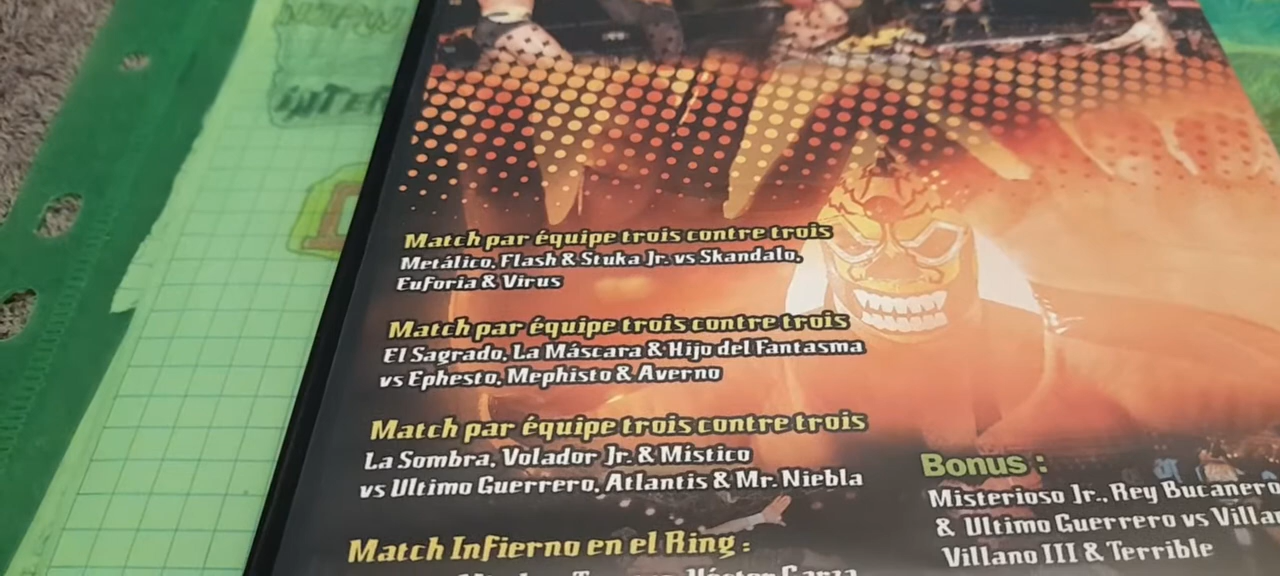 INTER
Match par équipe trois contre trois
Metálico, Flash & Stuka Jr. vs Skandalo,
Euforia & Virus
Match par équipe trois contre trois
El Sagrado, La Máscara & Hijo del Fantasma
vs Ephesto, Mephisto & Averno
Match par équipe trois contre trois
La Sombra, Volador Jr. & Místico
vs Ultimo Guerrero, Atlantis & Mr. Niebla
Match Infierno en el Ring :
Bonus :
Misterioso Jr., Rey Bucanero
& Ultimo Guerrero vs Villa
Villano III & Terrible